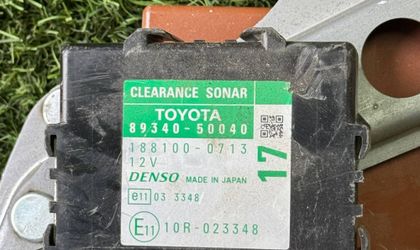 CLEARANCE SONAR
TOYOTA
89340-50040
188100-0713
12V
17
DENSO MADE IN JAPAN
e11 03 3348
E11 10R-023348